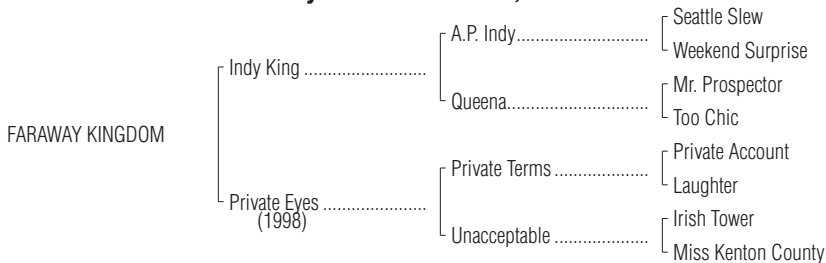 Seattle Slew
A.P. Indy
Weekend Surprise
Indy King
Mr. Prospector
Queena
Too Chic
FARAWAY KINGDOM
Private Account
Private Terms
Laughter
Private Eyes
(1998)
Irish Tower
Unacceptable
Miss Kenton County